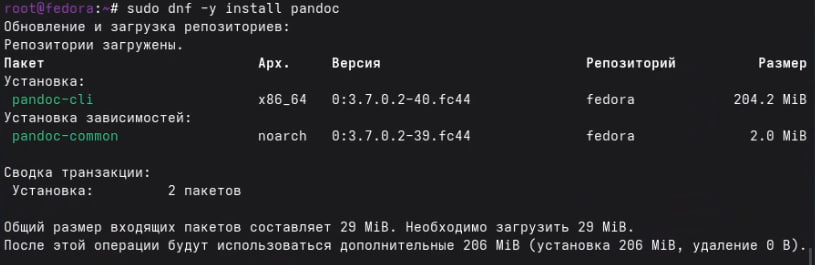 root@fedora:~# sudo dnf -y install pandoc
Обновление и загрузка репозиториев:
Репозитории загружены.
Пакет Арх. Версия Репозиторий Размер
Установка:
pandoc-cli x86_64 0:3.7.0.2-40.fc44 fedora 204.2 MiB
Установка зависимостей:
pandoc-common noarch 0:3.7.0.2-39.fc44 fedora 2.0 MiB
Сводка транзакции:
Установка: 2 пакетов
Общий размер входящих пакетов составляет 29 MiB. Необходимо загрузить 29 MiB.
После этой операции будут использоваться дополнительные 206 MiB (установка 206 MiB, удаление 0 B).